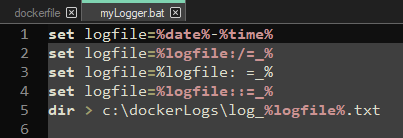 dockerfile myLogger.bat
1 set logfile=%date%-%time%
2 set logfile=%logfile:/=_%
3 set logfile=%logfile: =_%
4 set logfile=%logfile::=_%
5 dir > c:\dockerLogs\log_%logfile%.txt